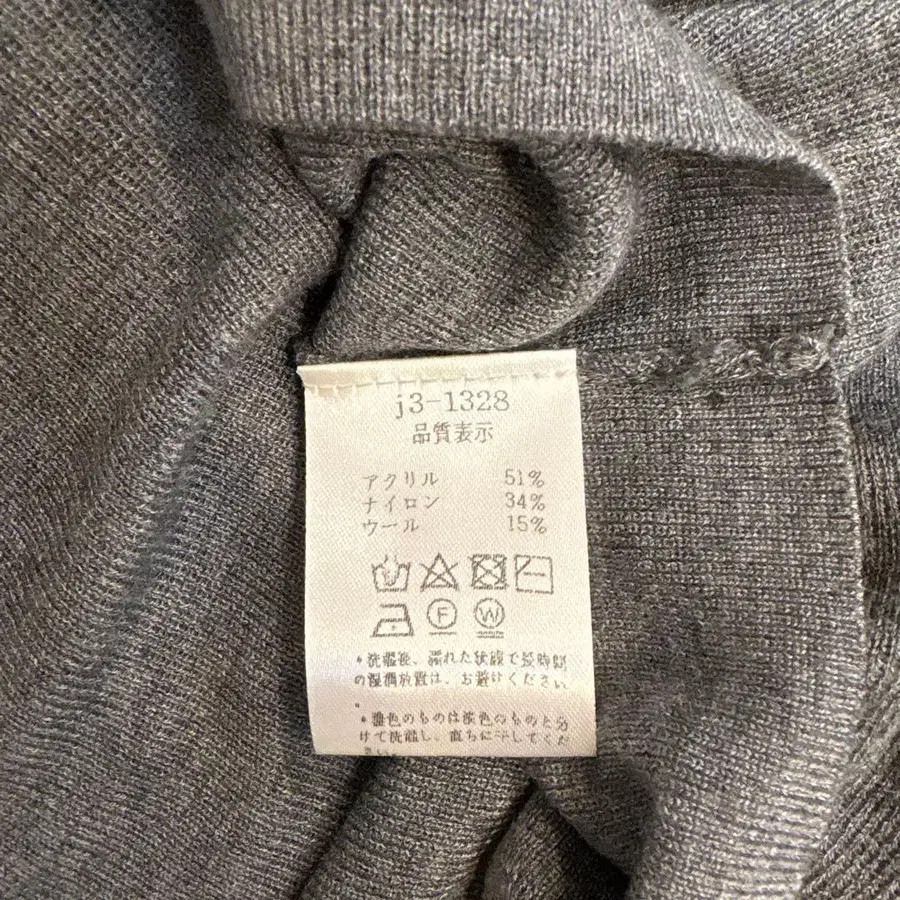 j3-1328
品質表示
アクリル 51%
ナイロン 34%
ウール 15%
F W
*洗濯後、濡れた状態で長時間
の湿潤放置は、お避けください
。
*濃色のものは淡色のものと分
けて洗濯し、直ちに干してくだ
さい。